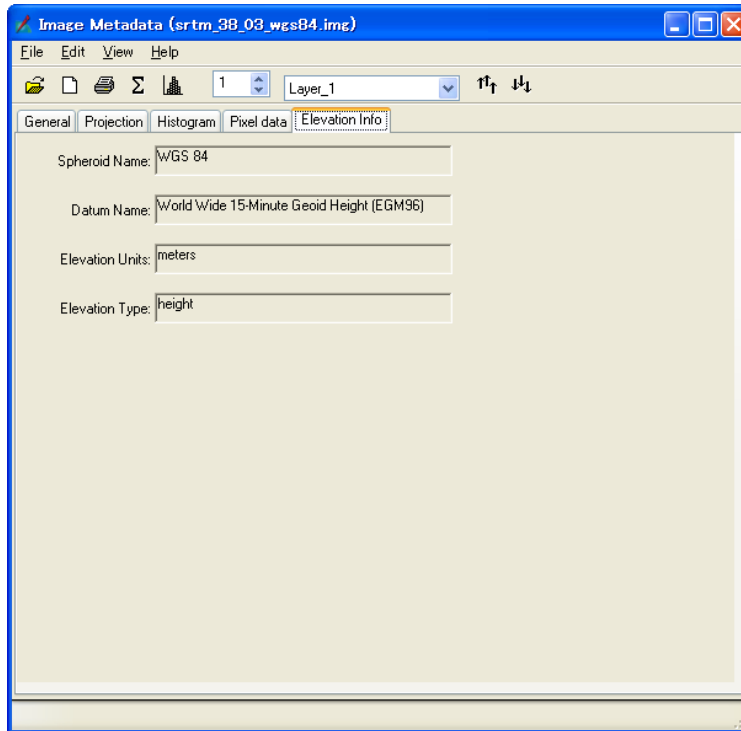 Image Metadata (srtm_38_03_wgs84.img)
File Edit View Help
Σ 1 Layer_1
General Projection Histogram Pixel data Elevation Info
Spheroid Name: WGS 84
Datum Name: World Wide 15-Minute Geoid Height (EGM96)
Elevation Units: meters
Elevation Type: height